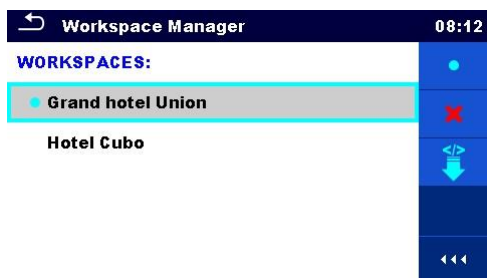 Workspace Manager
08:12
WORKSPACES:
Grand hotel Union
Hotel Cubo